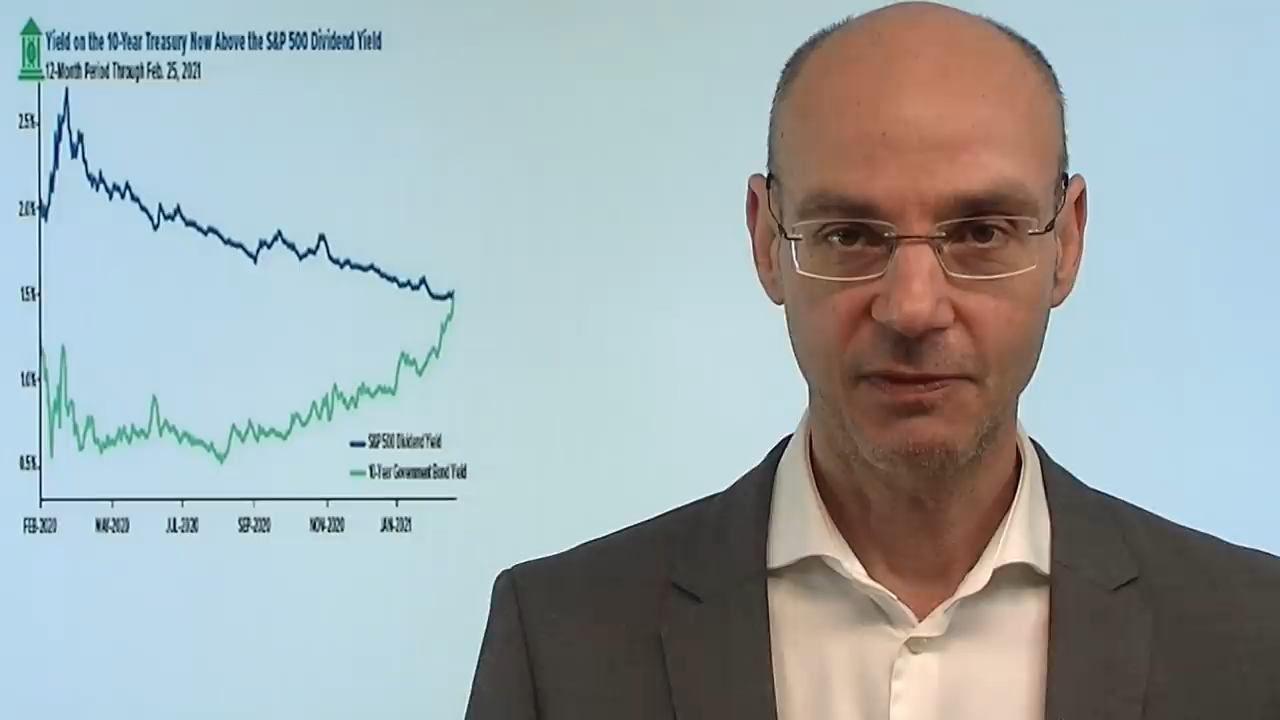 Yield on the 10-Year Treasury Now Above the S&P 500 Dividend Yield
12-Month Period Through Feb. 25, 2021
2.5%
2.0%
1.5%
1.0%
0.5%
S&P 500 Dividend Yield
10-Year Government Bond Yield
FEB-2020 MAY-2020 JUL-2020 SEP-2020 NOV-2020 JAN-2021